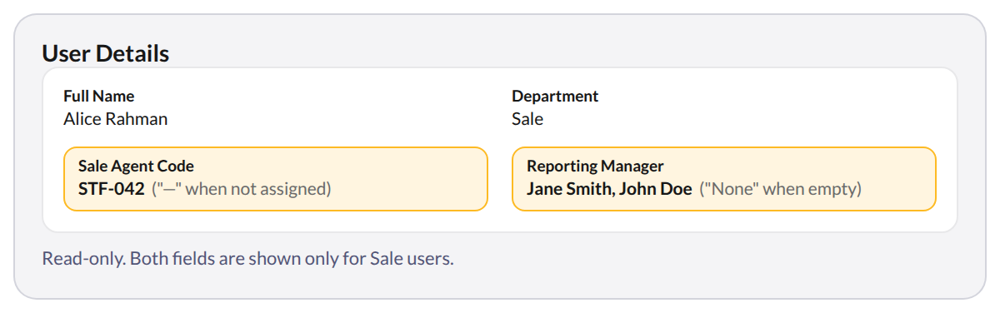 User Details
Full Name
Alice Rahman
Department
Sale
Sale Agent Code
STF-042 ("—" when not assigned)
Reporting Manager
Jane Smith, John Doe ("None" when empty)
Read-only. Both fields are shown only for Sale users.